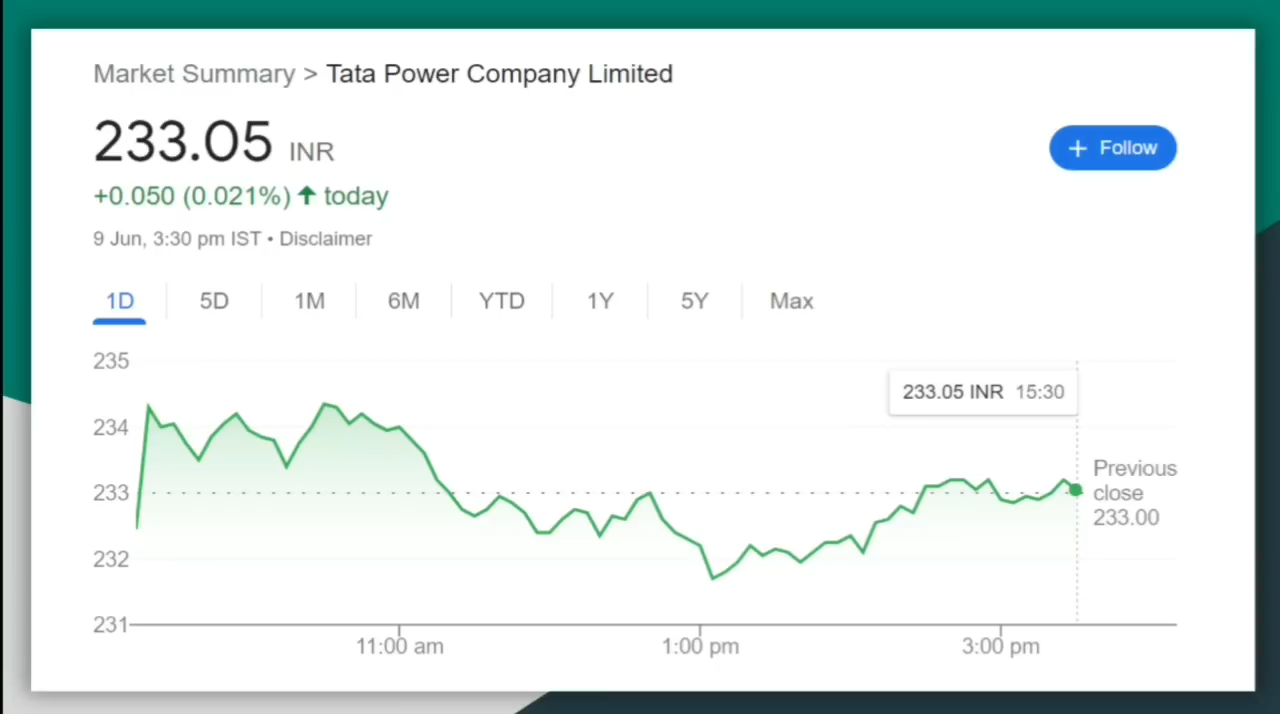 Market Summary > Tata Power Company Limited
233.05 INR
+ Follow
+0.050 (0.021%) ↑ today
9 Jun, 3:30 pm IST • Disclaimer
1D 5D 1M 6M YTD 1Y 5Y Max
235
233.05 INR 15:30
234
Previous
233 close
233.00
232
231
11:00 am 1:00 pm 3:00 pm